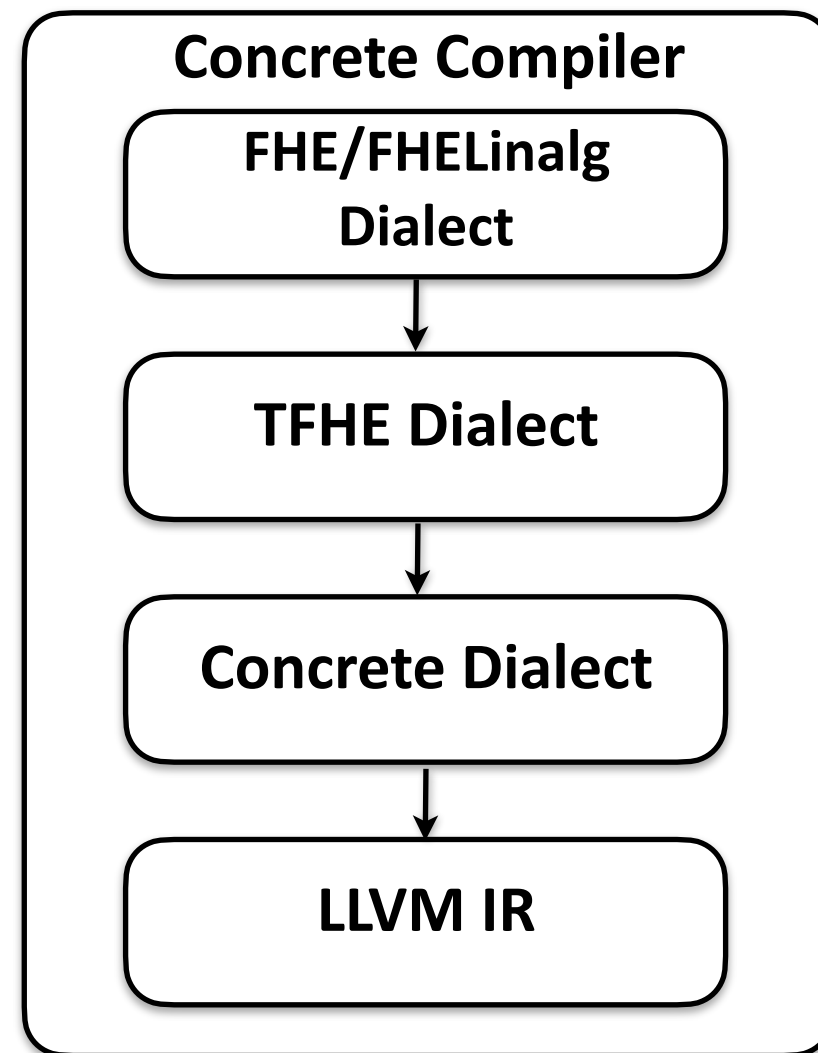 Concrete Compiler
FHE/FHELinalg
Dialect
TFHE Dialect
Concrete Dialect
LLVM IR